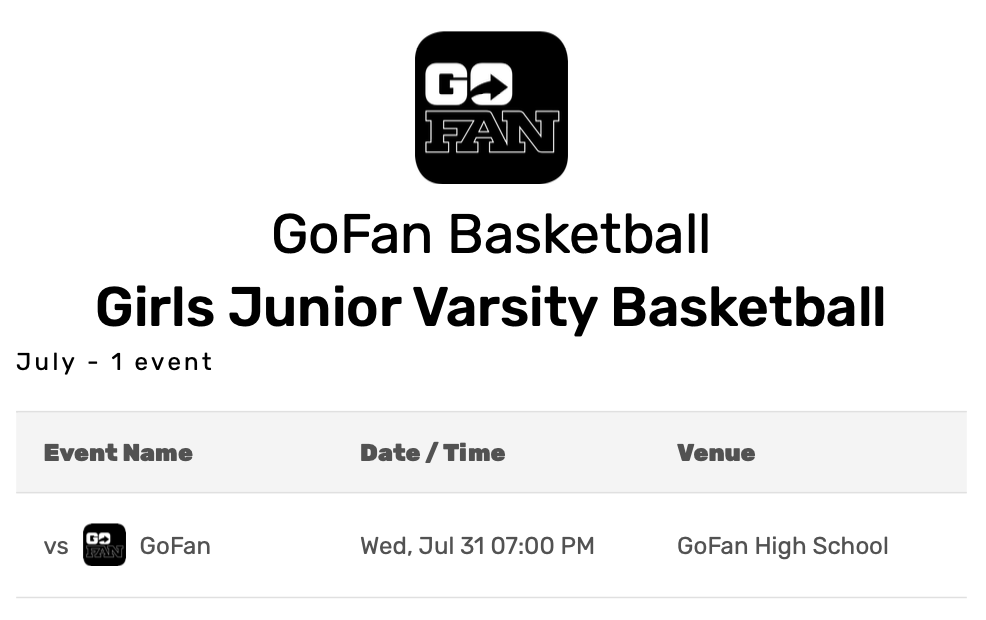 GO
FAN
GoFan Basketball
Girls Junior Varsity Basketball
July - 1 event
Event Name Date / Time Venue
vs GO FAN GoFan Wed, Jul 31 07:00 PM GoFan High School